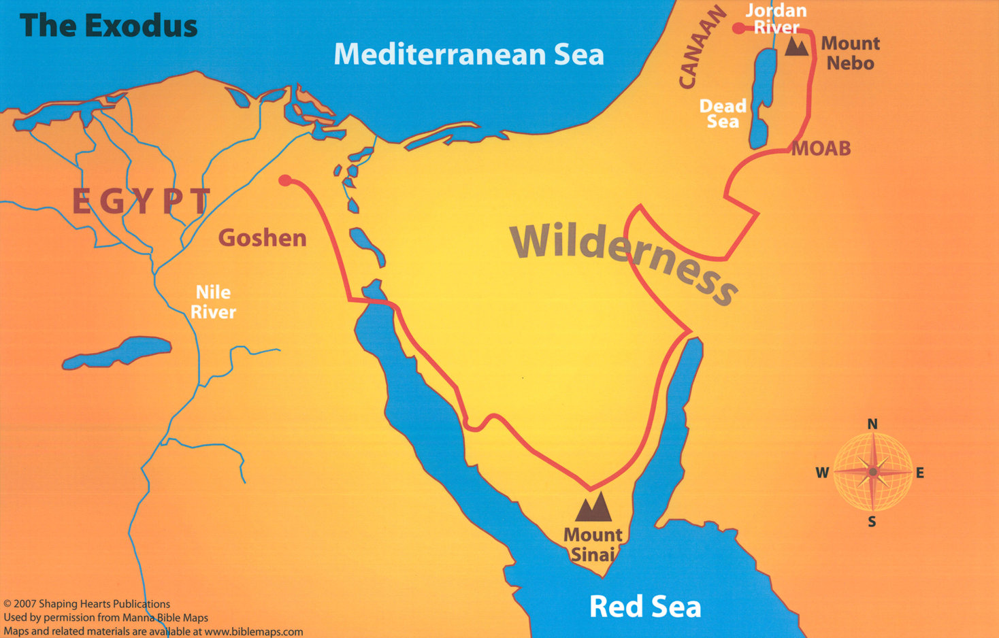 The Exodus
Mediterranean Sea
CANAAN
Jordan
River
Mount
Nebo
Dead
Sea
MOAB
EGYPT
Goshen
Wilderness
Nile
River
N
W
E
S
Mount
Sinai
Red Sea
© 2007 Shaping Hearts Publications
Used by permission from Manna Bible Maps
Maps and related materials are available at www.biblemaps.com